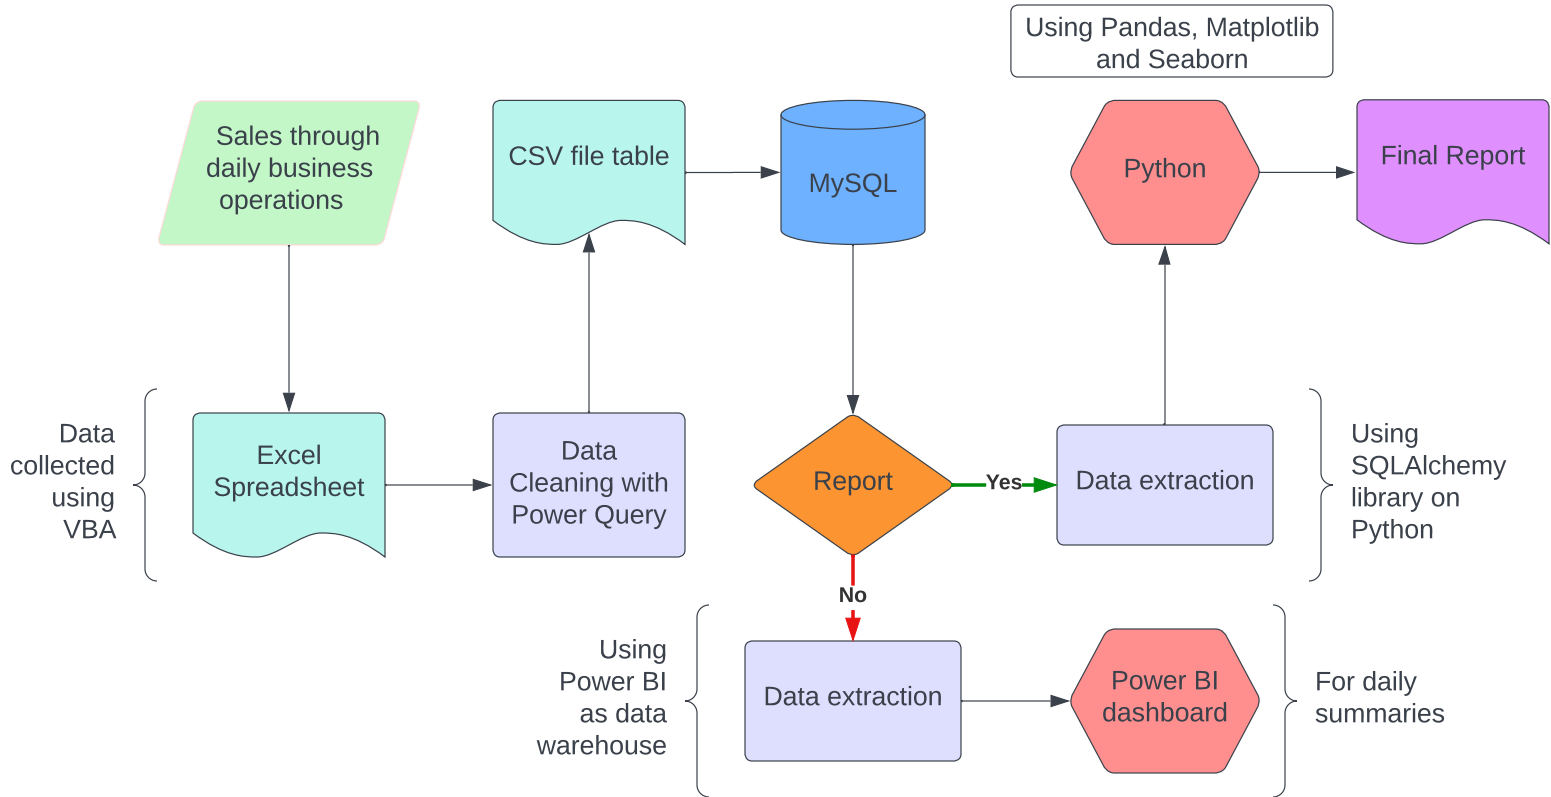 Using Pandas, Matplotlib
and Seaborn
Sales through
daily business
operations
CSV file table
MySQL
Python
Final Report
Data
collected
using
VBA
Excel
Spreadsheet
Data
Cleaning with
Power Query
Report
Yes
Data extraction
Using
SQLAlchemy
library on
Python
No
Using
Power BI
as data
warehouse
Data extraction
Power BI
dashboard
For daily
summaries